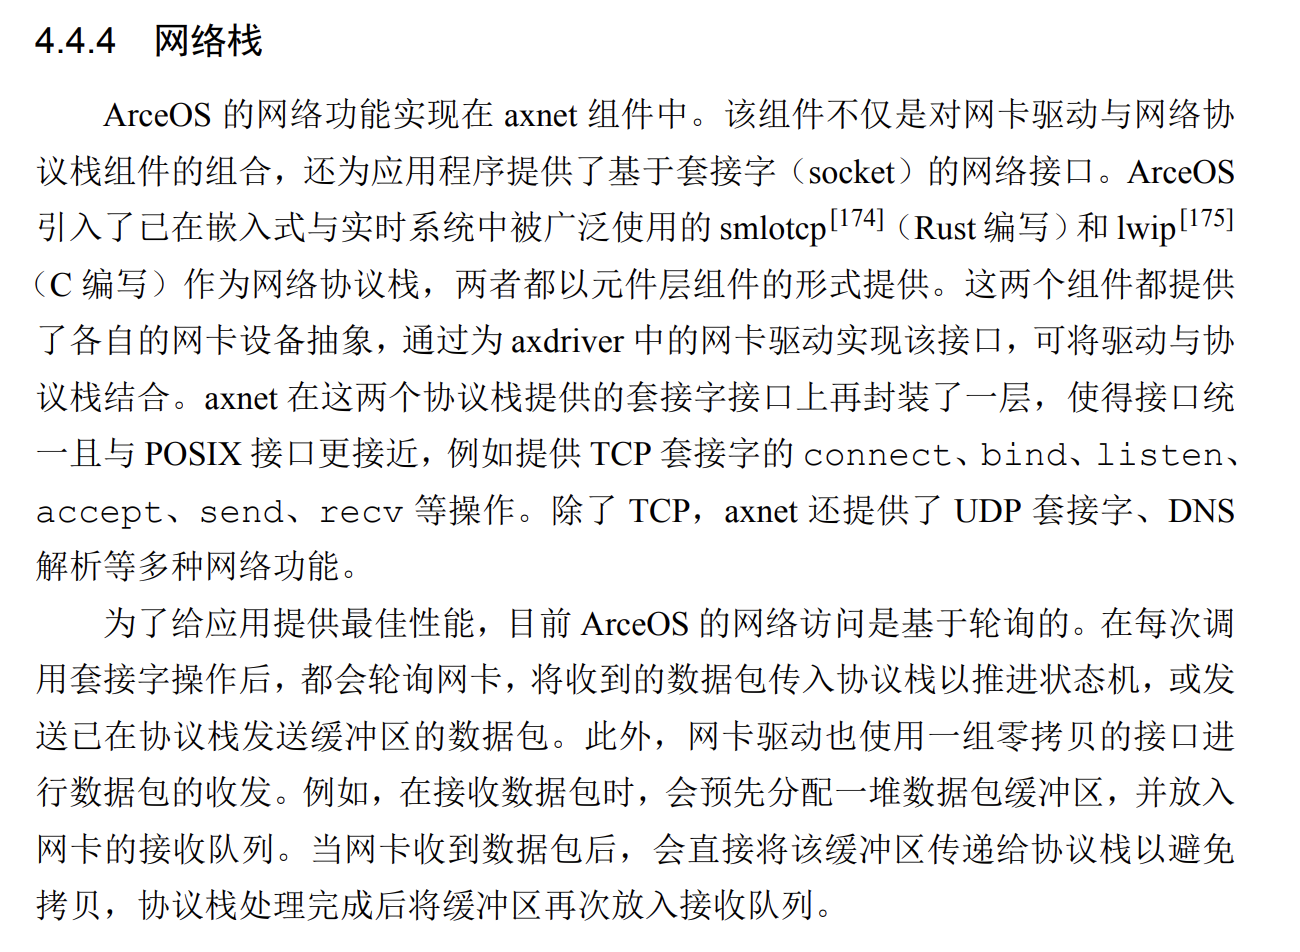 4.4.4 网络栈
ArceOS 的网络功能实现在 axnet 组件中。该组件不仅是对网卡驱动与网络协
议栈组件的组合，还为应用程序提供了基于套接字（socket）的网络接口。ArceOS
引入了已在嵌入式与实时系统中被广泛使用的 smlotcp[174]（Rust 编写）和 lwip[175]
（C 编写）作为网络协议栈，两者都以元件层组件的形式提供。这两个组件都提供
了各自的网卡设备抽象，通过为 axdriver 中的网卡驱动实现该接口，可将驱动与协
议栈结合。axnet 在这两个协议栈提供的套接字接口上再封装了一层，使得接口统
一且与 POSIX 接口更接近，例如提供 TCP 套接字的 connect、bind、listen、
accept、send、recv 等操作。除了 TCP，axnet 还提供了 UDP 套接字、DNS
解析等多种网络功能。
为了给应用提供最佳性能，目前 ArceOS 的网络访问是基于轮询的。在每次调
用套接字操作后，都会轮询网卡，将收到的数据包传入协议栈以推进状态机，或发
送已在协议栈发送缓冲区的数据包。此外，网卡驱动也使用一组零拷贝的接口进
行数据包的收发。例如，在接收数据包时，会预先分配一堆数据包缓冲区，并放入
网卡的接收队列。当网卡收到数据包后，会直接将该缓冲区传递给协议栈以避免
拷贝，协议栈处理完成后将缓冲区再次放入接收队列。